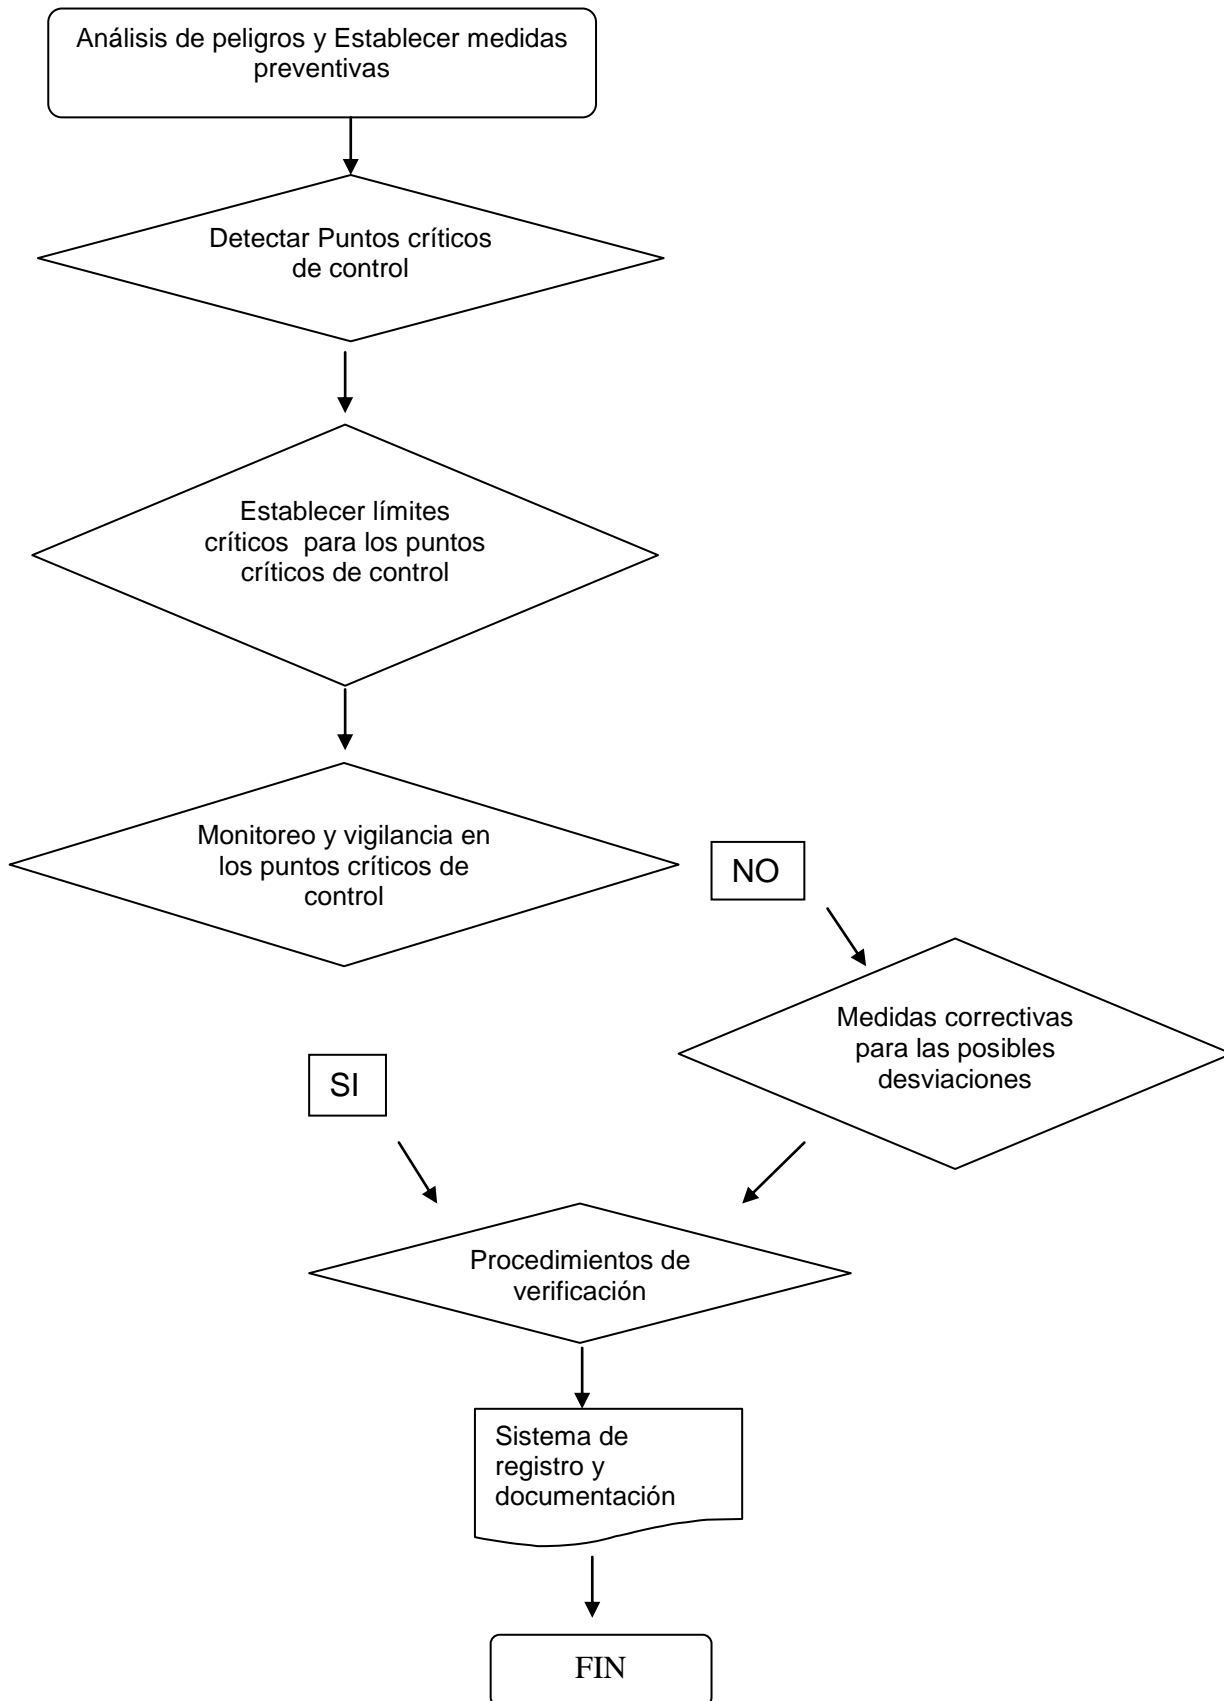 Análisis de peligros y Establecer medidas
preventivas
Detectar Puntos críticos
de control
Establecer límites
críticos  para los puntos
críticos de control
Monitoreo y vigilancia en
los puntos críticos de
control
NO
Medidas correctivas
para las posibles
desviaciones
SI
Procedimientos de
verificación
Sistema de
registro y
documentación
FIN